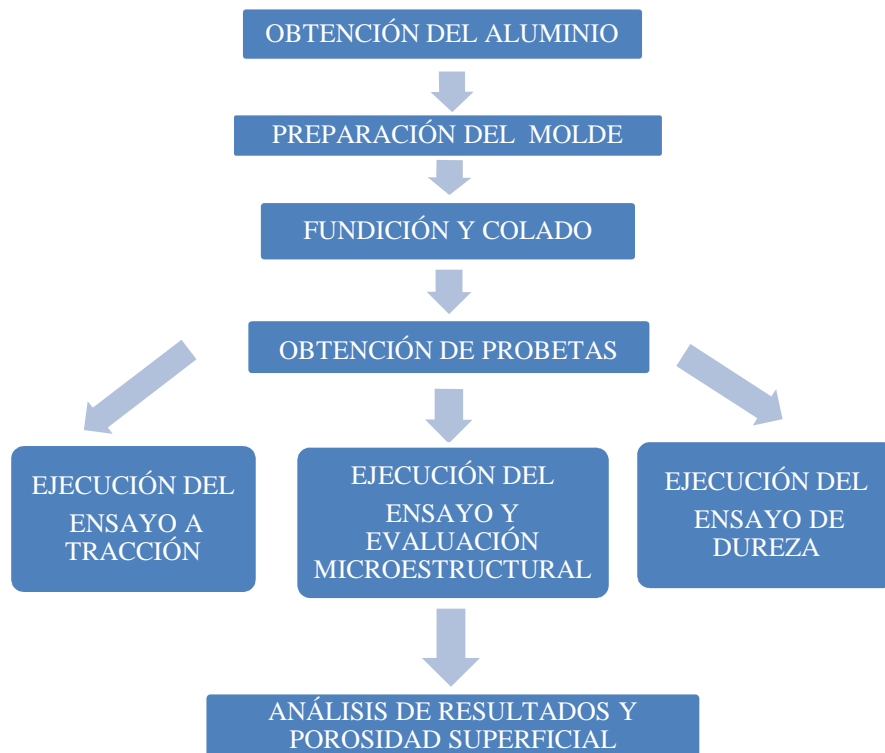 OBTENCIÓN DEL ALUMINIO
PREPARACIÓN DEL MOLDE
FUNDICIÓN Y COLADO
OBTENCIÓN DE PROBETAS
EJECUCIÓN DEL
ENSAYO A
TRACCIÓN
EJECUCIÓN DEL
ENSAYO Y
EVALUACIÓN
MICROESTRUCTURAL
EJECUCIÓN DEL
ENSAYO DE
DUREZA
ANÁLISIS DE RESULTADOS Y
POROSIDAD SUPERFICIAL